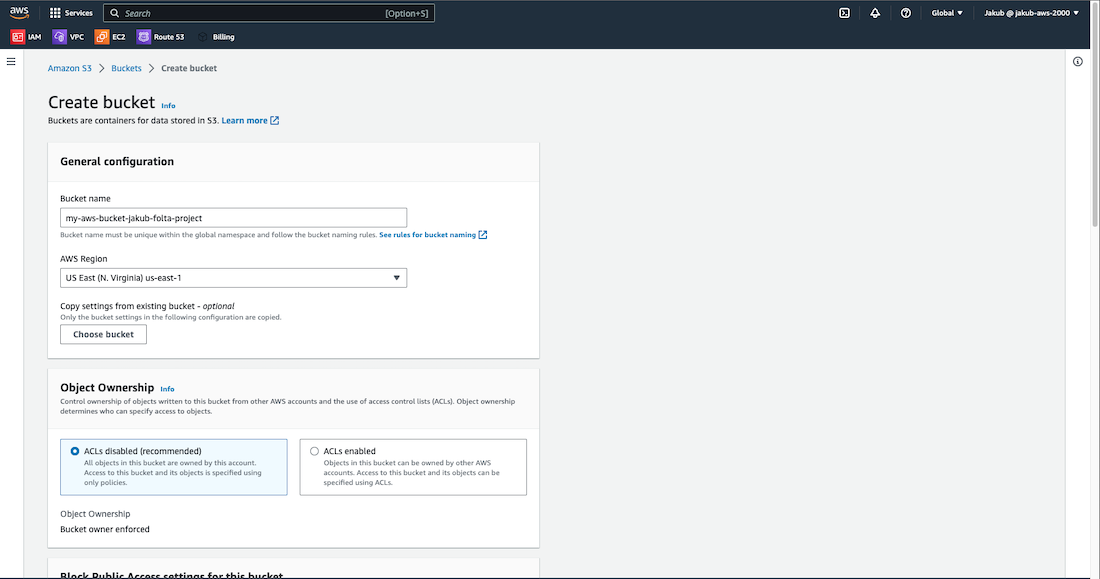 aws
Services
Search
[Option+S]
Global
Jakub @ jakub-aws-2000
IAM
VPC
EC2
Route 53
Billing
Amazon S3
Buckets
Create bucket
Create bucket Info
Buckets are containers for data stored in S3. Learn more
General configuration
Bucket name
my-aws-bucket-jakub-folta-project
Bucket name must be unique within the global namespace and follow the bucket naming rules. See rules for bucket naming
AWS Region
US East (N. Virginia) us-east-1
Copy settings from existing bucket - optional
Only the bucket settings in the following configuration are copied.
Choose bucket
Object Ownership Info
Control ownership of objects written to this bucket from other AWS accounts and the use of access control lists (ACLs). Object ownership
determines who can specify access to objects.
ACLs disabled (recommended)
All objects in this bucket are owned by this account.
Access to this bucket and its objects is specified using
only policies.
ACLs enabled
Objects in this bucket can be owned by other AWS
accounts. Access to this bucket and its objects can be
specified using ACLs.
Object Ownership
Bucket owner enforced
Block Public Access settings for this bucket